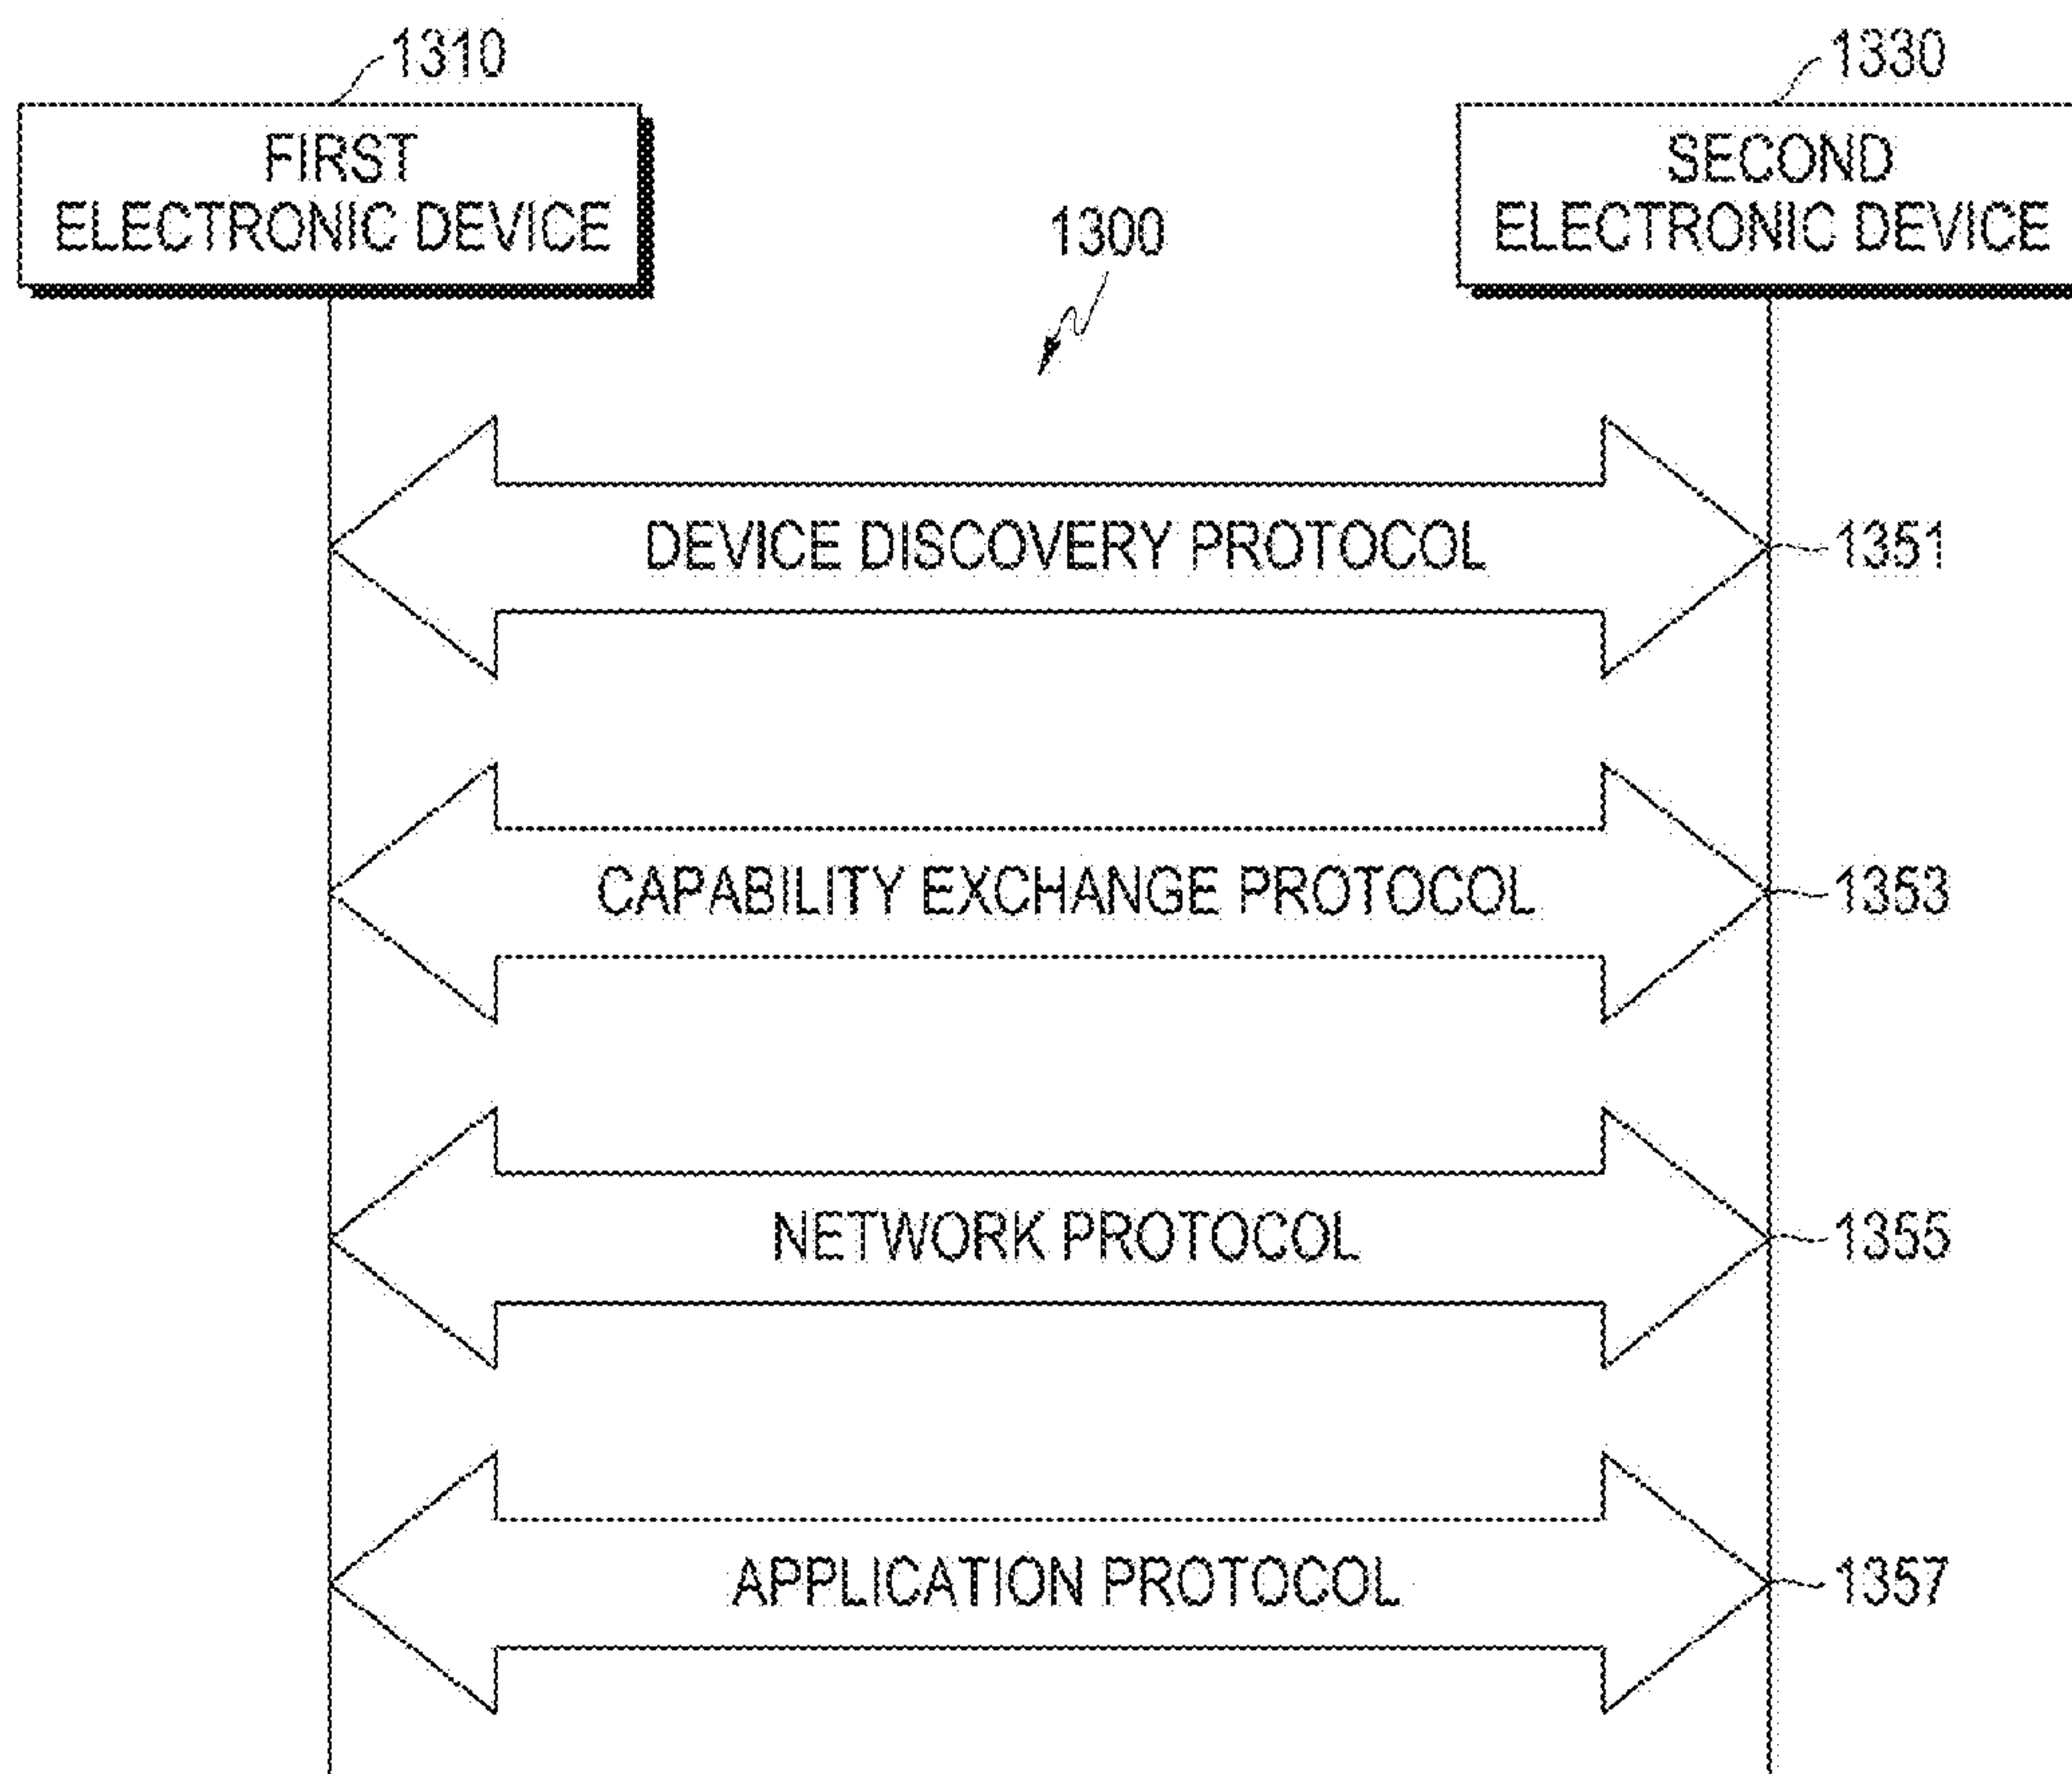 1310
1330
FIRST
ELECTRONIC DEVICE
SECOND
ELECTRONIC DEVICE
1300
DEVICE DISCOVERY PROTOCOL
1351
CAPABILITY EXCHANGE PROTOCOL
1353
NETWORK PROTOCOL
1355
APPLICATION PROTOCOL
1357